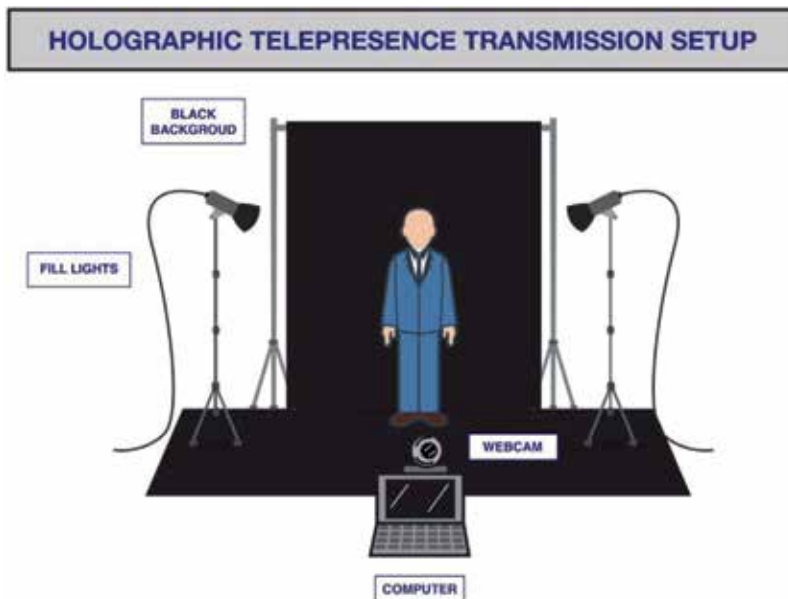 HOLOGRAPHIC TELEPRESENCE TRANSMISSION SETUP
BLACK
BACKGROUD
FILL LIGHTS
WEBCAM
COMPUTER